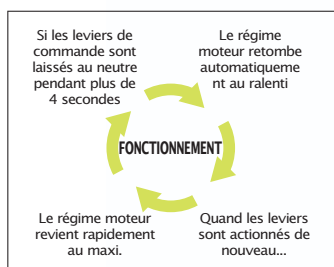 Si les leviers de
commande sont
laissés au neutre
pendant plus de
4 secondes
Le régime
moteur retombe
automatiqueme
nt au ralenti
FONCTIONNEMENT
Le régime moteur
revient rapidement
au maxi.
Quand les leviers
sont actionnés de
nouveau...